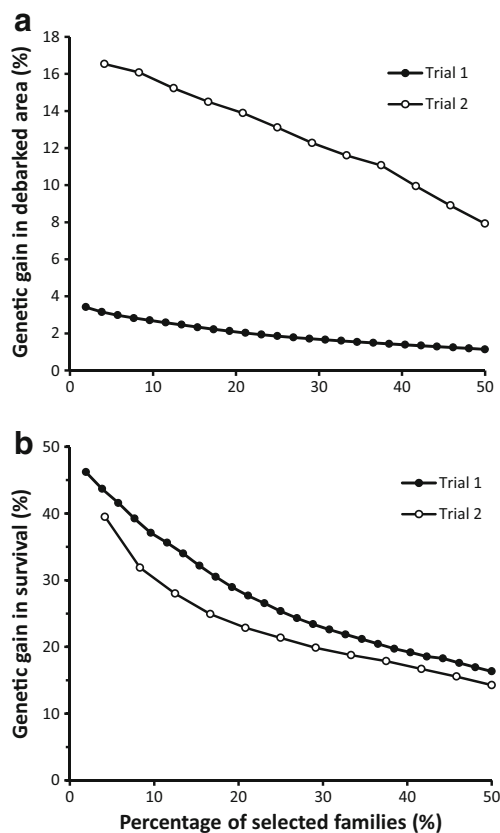 a
Genetic gain in debarked area (%)
18
16
14
12
10
8
6
4
2
0
Trial 1
Trial 2
0 10 20 30 40 50
b
Genetic gain in survival (%)
50
40
30
20
10
0
Trial 1
Trial 2
0 10 20 30 40 50
Percentage of selected families (%)